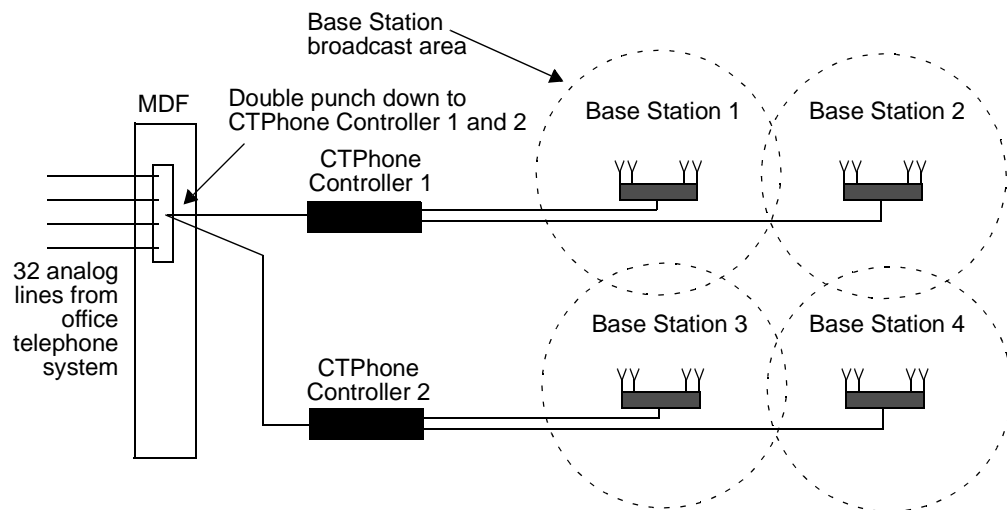 Base Station
broadcast area
MDF
Double punch down to
CTPhone Controller 1 and 2
Base Station 1
Base Station 2
CTPhone
Controller 1
32 analog
lines from
office
telephone
system
Base Station 3
Base Station 4
CTPhone
Controller 2